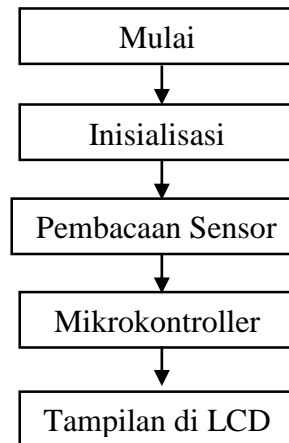 Mulai
Inisialisasi
Pembacaan Sensor
Mikrokontroller
Tampilan di LCD